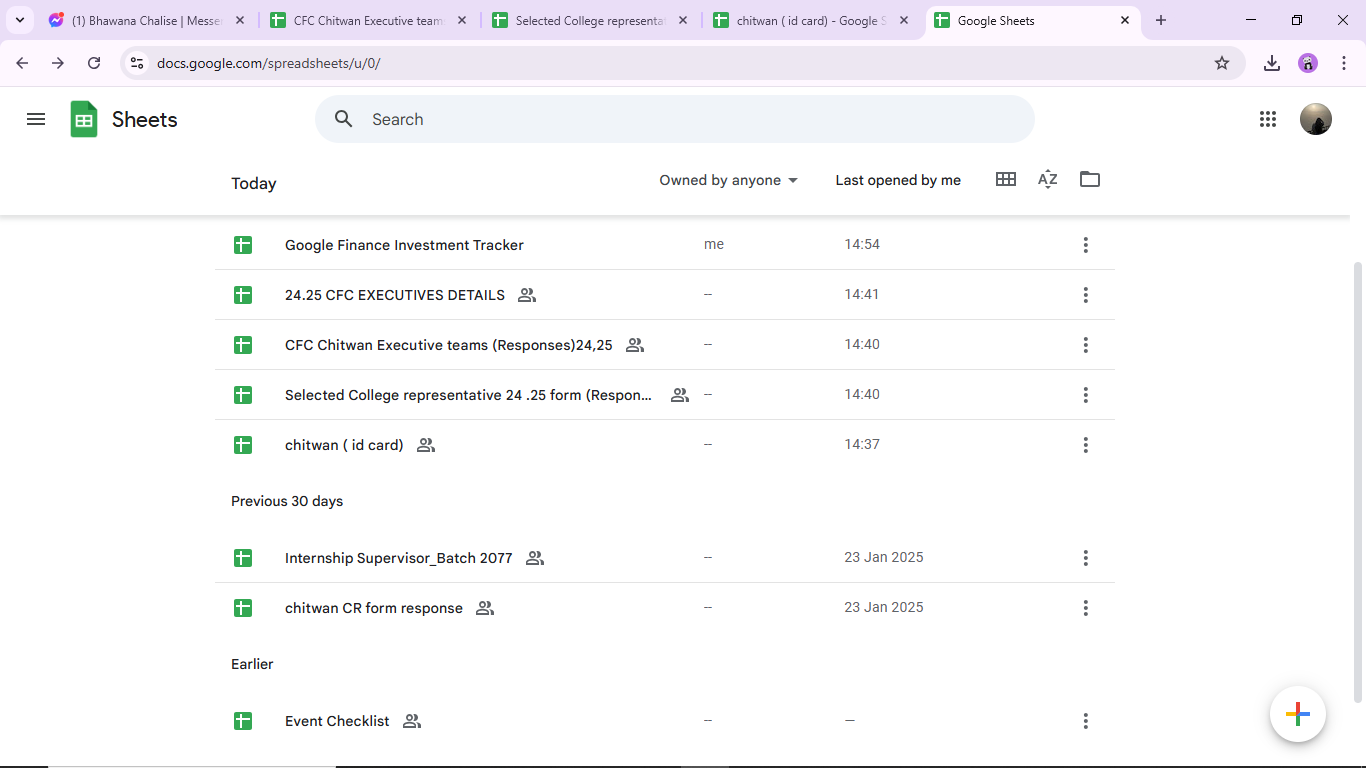 (1) Bhawana Chalise | Messe
CFC Chitwan Executive team
Selected College representat
chitwan ( id card) - Google S
Google Sheets
docs.google.com/spreadsheets/u/0/
Sheets
Search
Today
Owned by anyone
Last opened by me
AZ
Google Finance Investment Tracker me 14:54
24.25 CFC EXECUTIVES DETAILS -- 14:41
CFC Chitwan Executive teams (Responses)24,25 -- 14:40
Selected College representative 24 .25 form (Respon... -- 14:40
chitwan ( id card) -- 14:37
Previous 30 days
Internship Supervisor_Batch 2077 -- 23 Jan 2025
chitwan CR form response -- 23 Jan 2025
Earlier
Event Checklist -- —